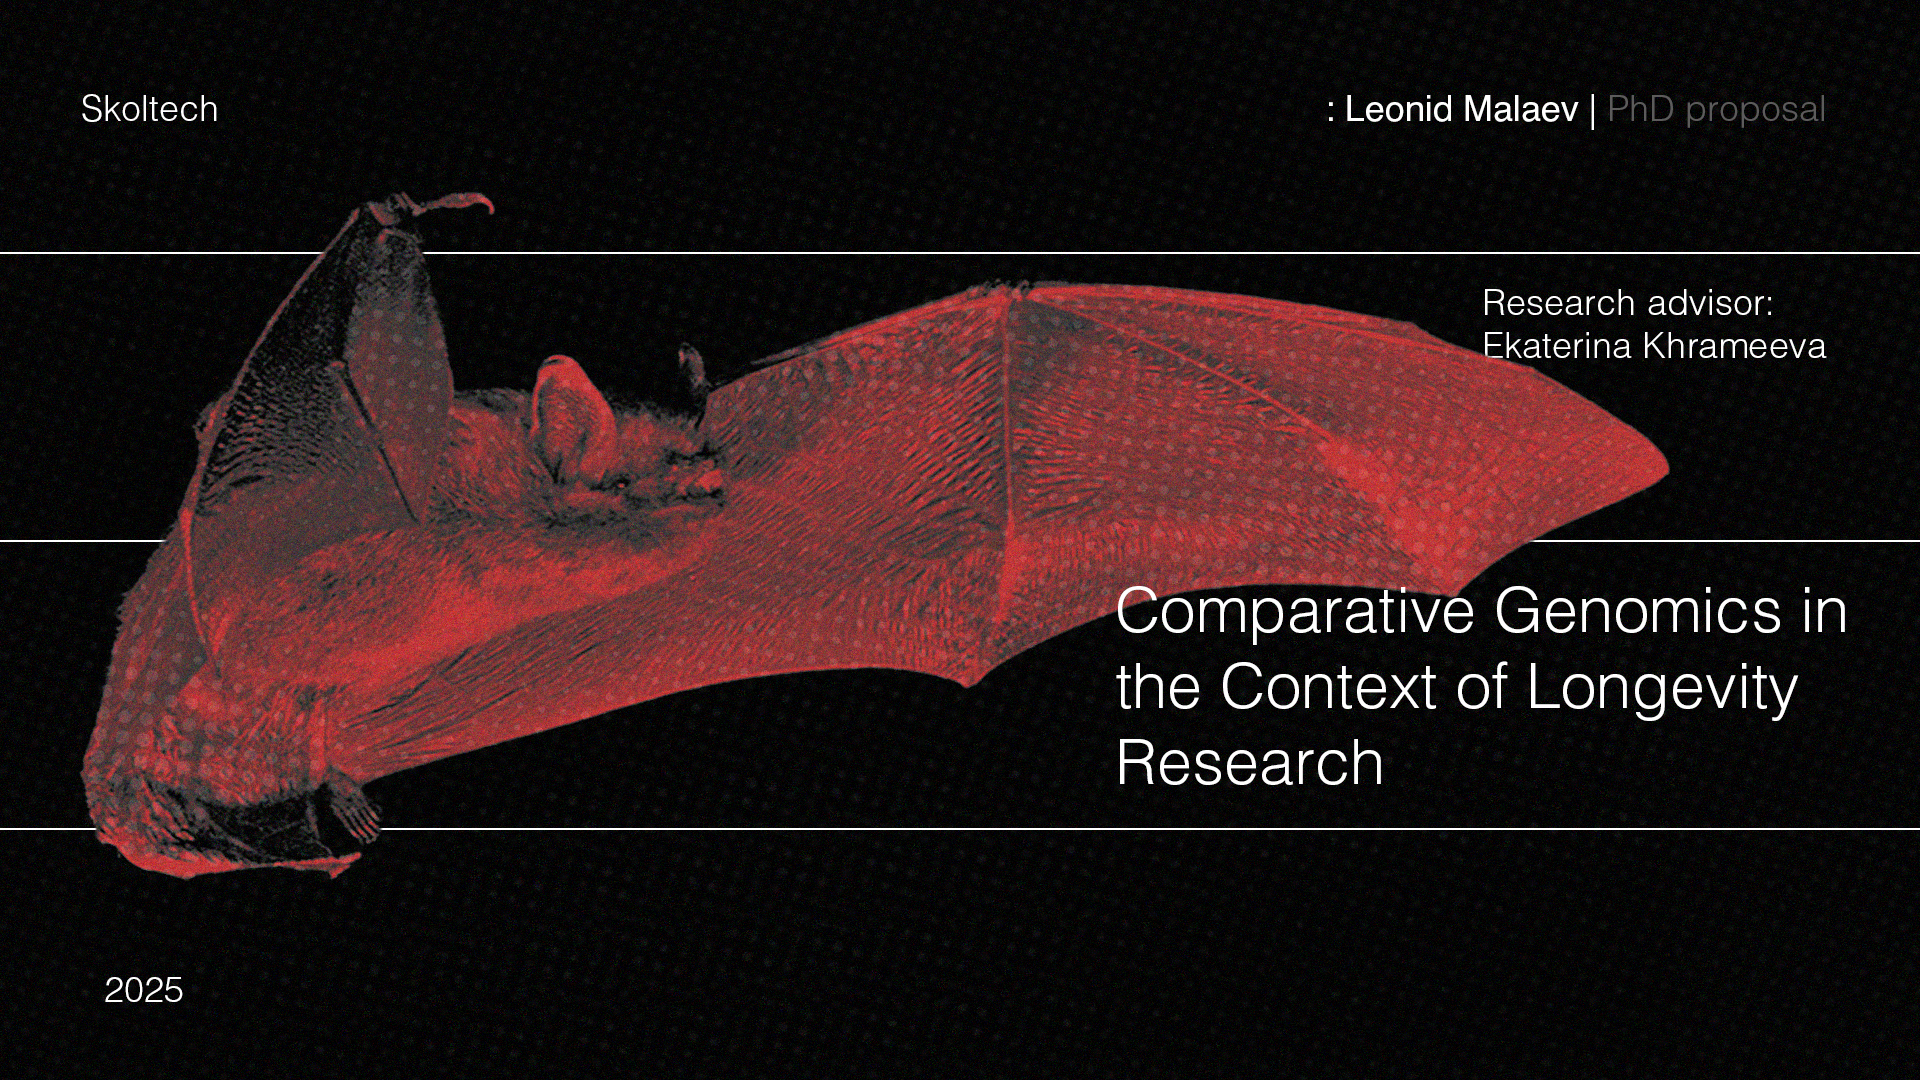 Skoltech
: Leonid Malaev | PhD proposal
Research advisor:
Ekaterina Khrameeva
Comparative Genomics in
the Context of Longevity
Research
2025